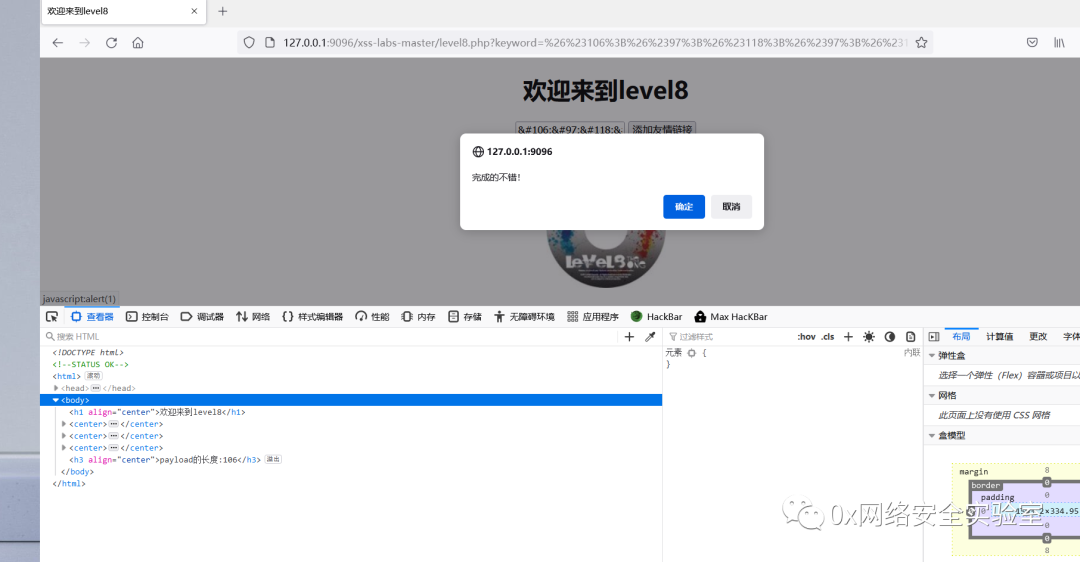 欢迎来到level8
127.0.0.1:9096/xss-labs-master/level8.php?keyword=%26%23106%3B%26%2397%3B%26%23118%3B%26%2397%3B%26%231
欢迎来到level8
&#106;&#97;&#118;& 添加友情链接
127.0.0.1:9096
完成的不错!
确定 取消
LeVeL8
javascript:alert(1)
查看器 控制台 调试器 网络 样式编辑器 性能 内存 存储 无障碍环境 应用程序 HackBar Max HacKBar
搜索 HTML
过滤样式 :hov .cls
布局 计算值 更改 字体
<!DOCTYPE html>
<!--STATUS OK-->
<html> 滚动
<head>⋯</head>
<body>
<h1 align="center">欢迎来到level8</h1>
<center>⋯</center>
<center>⋯</center>
<center>⋯</center>
<h3 align="center">payload的长度:106</h3> 溢出
</body>
</html>
元素 { 内联
}
弹性盒
选择一个弹性（Flex）容器或项目以
网格
此页面上没有使用 CSS 网格
盒模型
margin 8
border 0
padding 0
2×334.95
0
0
8
0x网络安全实验室